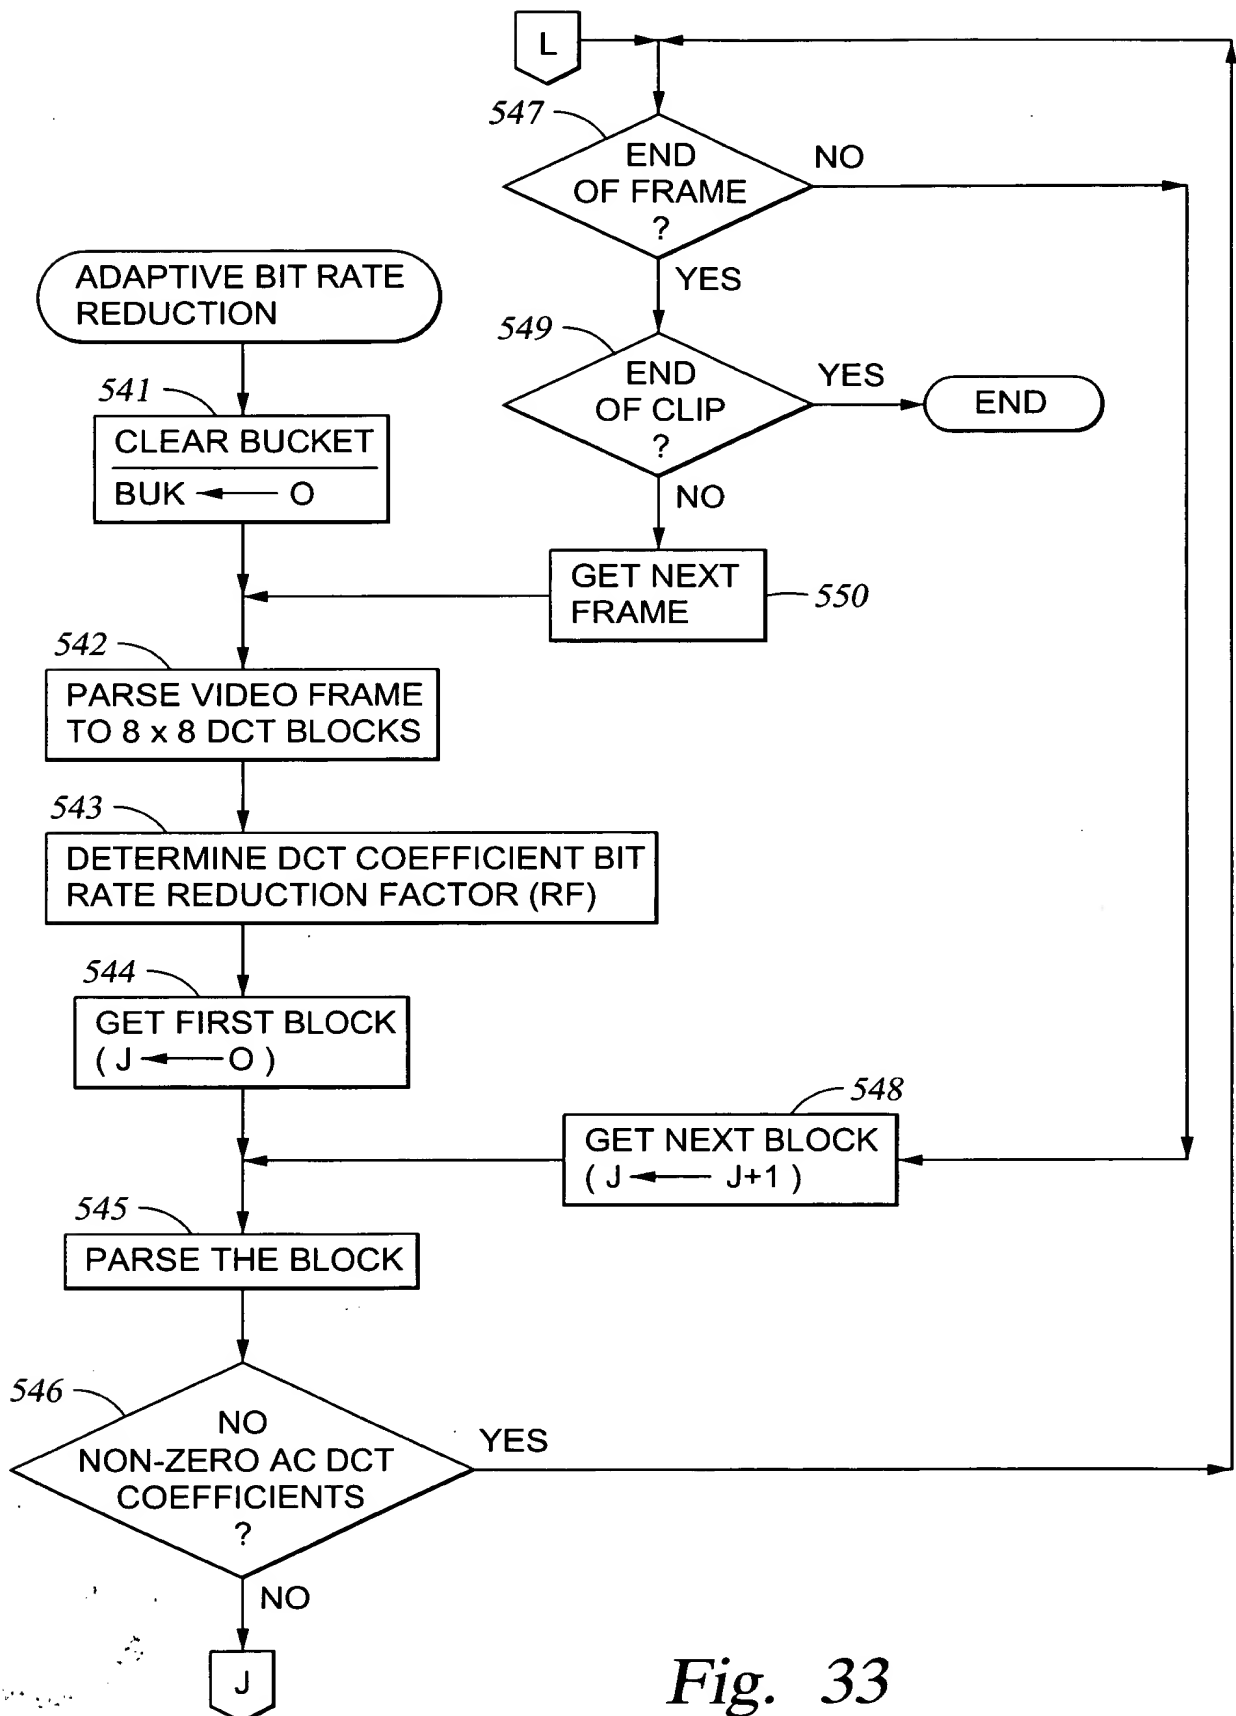 L
547
END
OF FRAME
?
NO
YES
ADAPTIVE BIT RATE
REDUCTION
549
END
OF CLIP
?
YES
END
NO
541
CLEAR BUCKET
BUK ← O
GET NEXT
FRAME
550
542
PARSE VIDEO FRAME
TO 8 x 8 DCT BLOCKS
543
DETERMINE DCT COEFFICIENT BIT
RATE REDUCTION FACTOR (RF)
544
GET FIRST BLOCK
( J ← O )
548
GET NEXT BLOCK
( J ← J+1 )
545
PARSE THE BLOCK
546
NO
NON-ZERO AC DCT
COEFFICIENTS
?
YES
NO
J
Fig. 33